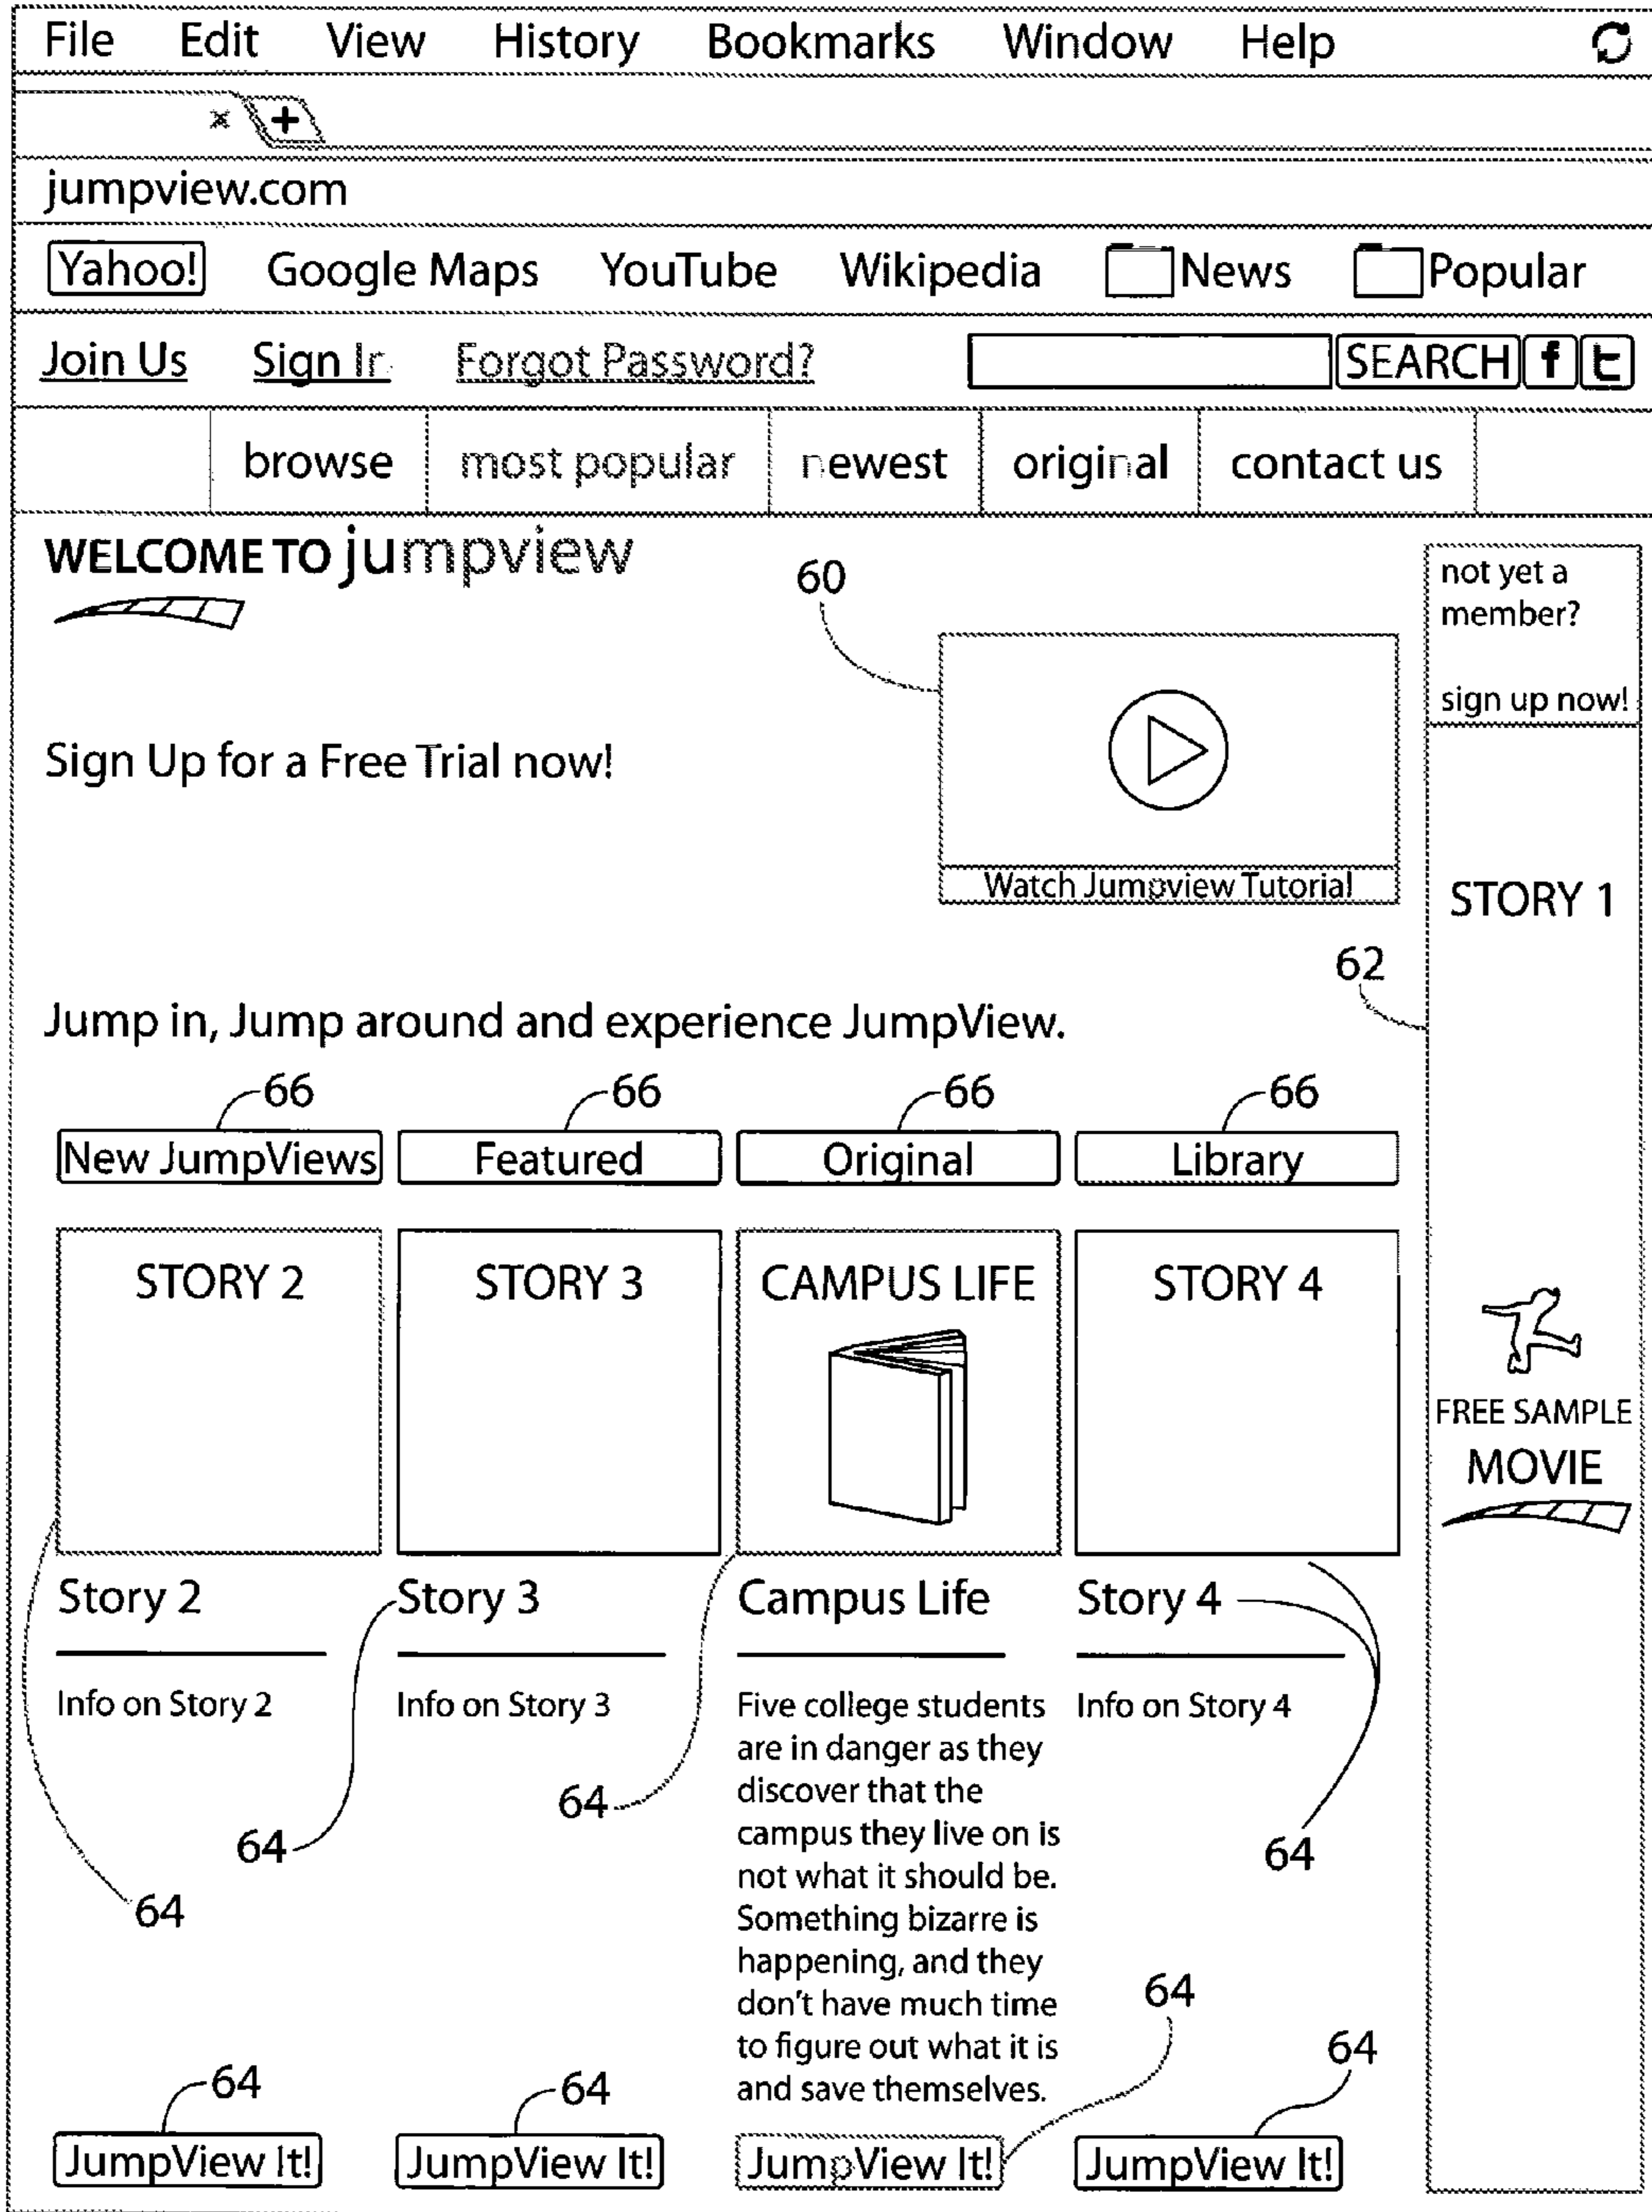 File Edit View History Bookmarks Window Help
× +
jumpview.com
Yahoo! Google Maps YouTube Wikipedia News Popular
Join Us Sign In Forgot Password? SEARCH f t
browse most popular newest original contact us
WELCOME TO jumpview
60
not yet a
member?
sign up now!
Sign Up for a Free Trial now!
Watch Jumpview Tutorial
STORY 1
62
Jump in, Jump around and experience JumpView.
66 66 66 66
New JumpViews Featured Original Library
STORY 2 STORY 3 CAMPUS LIFE STORY 4
FREE SAMPLE
MOVIE
Story 2 Story 3 Campus Life Story 4
Info on Story 2 Info on Story 3 Five college students Info on Story 4
are in danger as they
discover that the
64
campus they live on is
64 64
not what it should be.
64
Something bizarre is
happening, and they
64
don't have much time
to figure out what it is
64
64 64
and save themselves.
JumpView It! JumpView It! JumpView It! JumpView It!